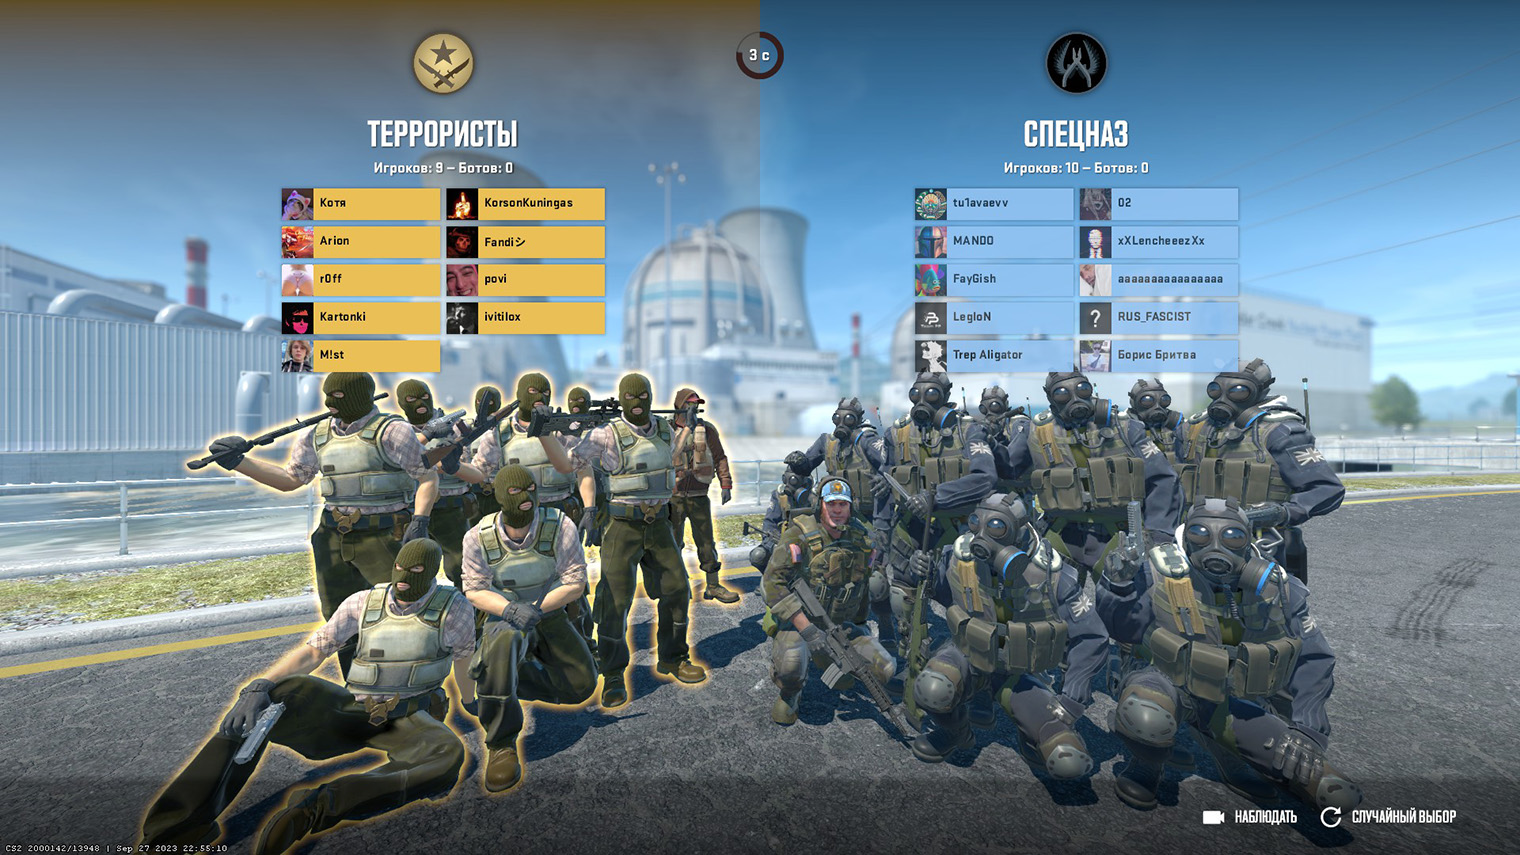 3 с
ТЕРРОРИСТЫ
Игроков: 9 – Ботов: 0
Котя
KorsonKuningas
Arion
Fandiシ
r0ff
povi
Kartonki
ivitilox
M!st
СПЕЦНАЗ
Игроков: 10 – Ботов: 0
tu1avaevv
02
MANDO
xXLencheeezXx
FayGish
aaaaaaaaaaaaaaaa
LegIoN
RUS_FASCIST
Trep Aligator
Борис Бритва
НАБЛЮДАТЬ
СЛУЧАЙНЫЙ ВЫБОР
CS2 2000142/13948 | Sep 27 2023 22:55:10